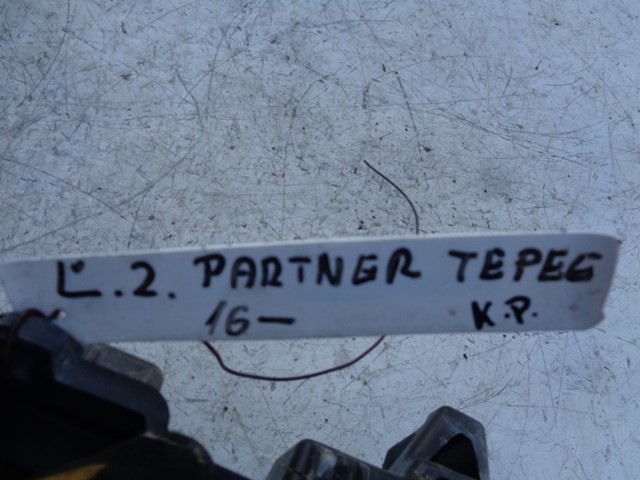 L.2. PARTNER TEPEE
16- K.P.